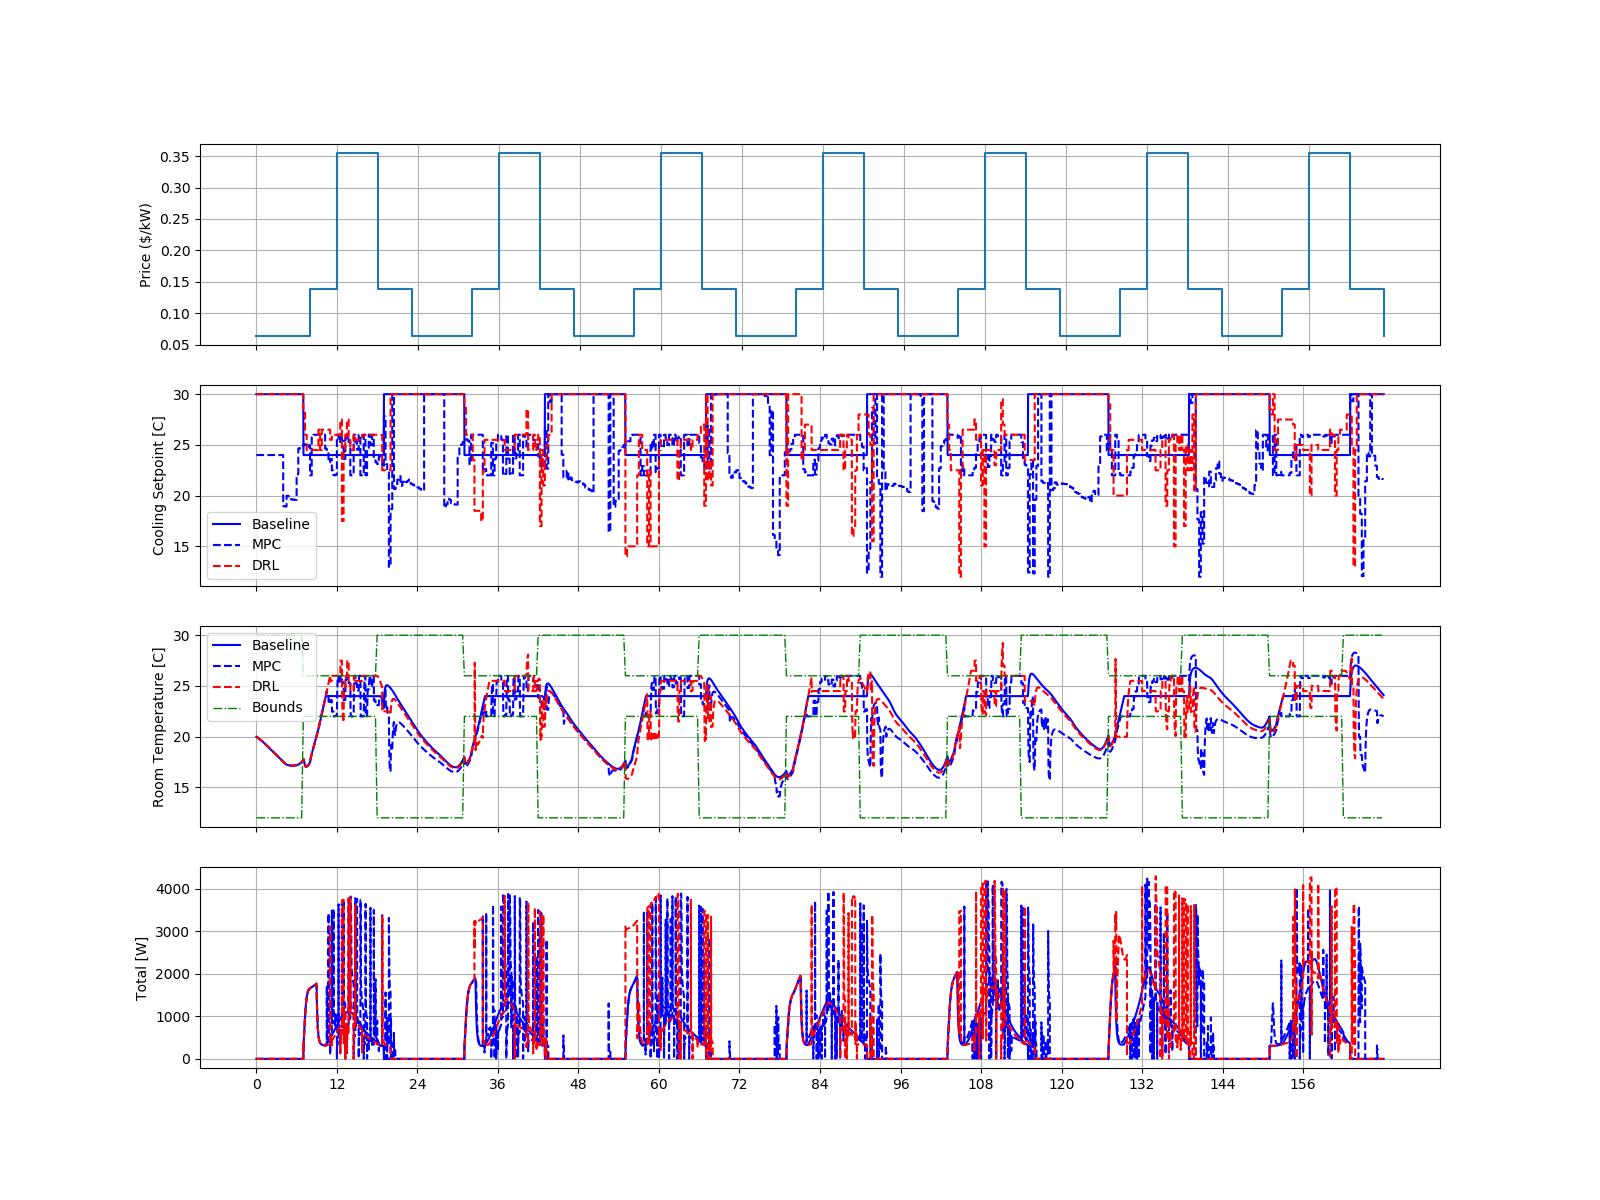 0.35
0.30
0.25
0.20
0.15
0.10
0.05
Price ($/kW)
30
25
20
15
Cooling Setpoint [C]
Baseline
MPC
DRL
30
25
20
15
Room Temperature [C]
Baseline
MPC
DRL
Bounds
4000
3000
2000
1000
0
Total [W]
0 12 24 36 48 60 72 84 96 108 120 132 144 156